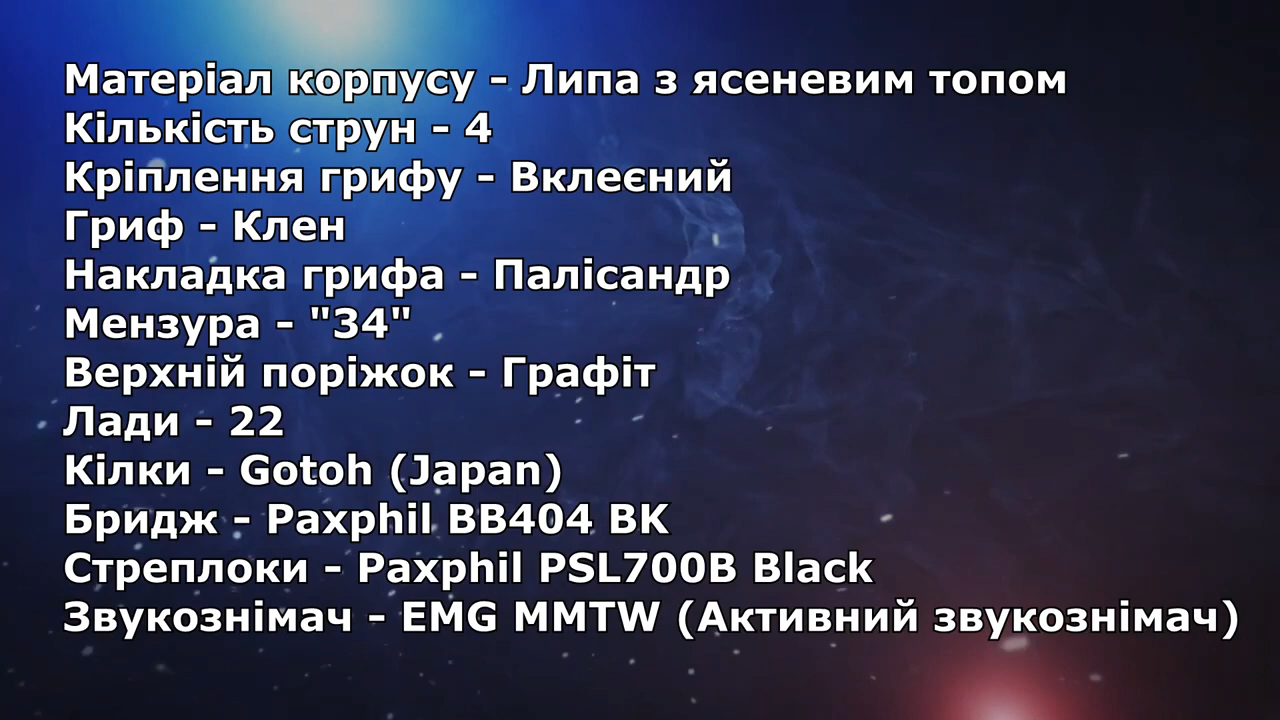 Матеріал корпусу - Липа з ясеневим топом
Кількість струн - 4
Кріплення грифу - Вклеєний
Гриф - Клен
Накладка грифа - Палісандр
Мензура - "34"
Верхній поріжок - Графіт
Лади - 22
Кілки - Gotoh (Japan)
Бридж - Paxphil BB404 BK
Стреплоки - Paxphil PSL700B Black
Звукознімач - EMG MMTW (Активний звукознімач)